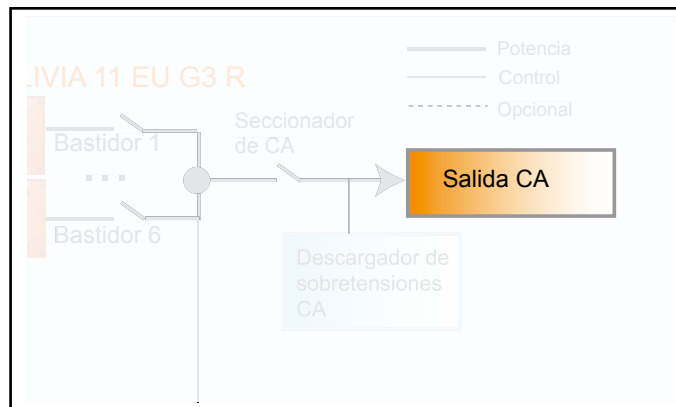 Potencia
LIVIA 11 EU G3 R
Control
Opcional
Seccionador
de CA
Bastidor 1
Salida CA
Bastidor 6
Descargador de
sobretensiones
CA